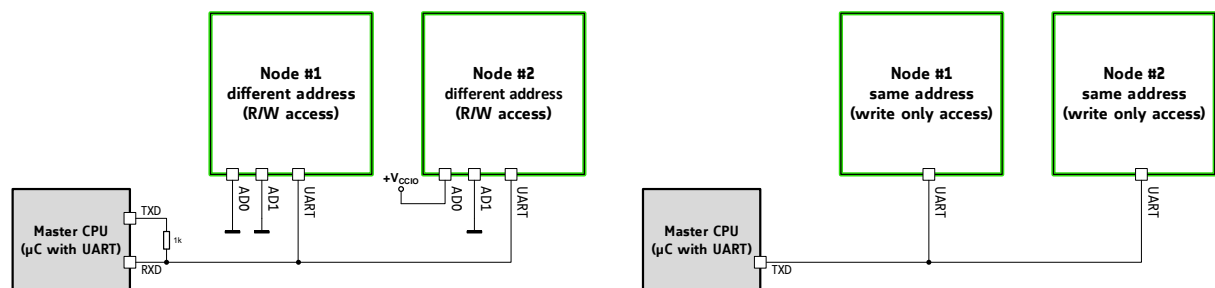 Node #1
different address
(R/W access)
Node #2
different address
(R/W access)
AD0
AD1
UART
+VCCIO
AD0
AD1
UART
Master CPU
(µC with UART)
TXD
1k
RXD
Node #1
same address
(write only access)
Node #2
same address
(write only access)
UART
UART
Master CPU
(µC with UART)
TXD